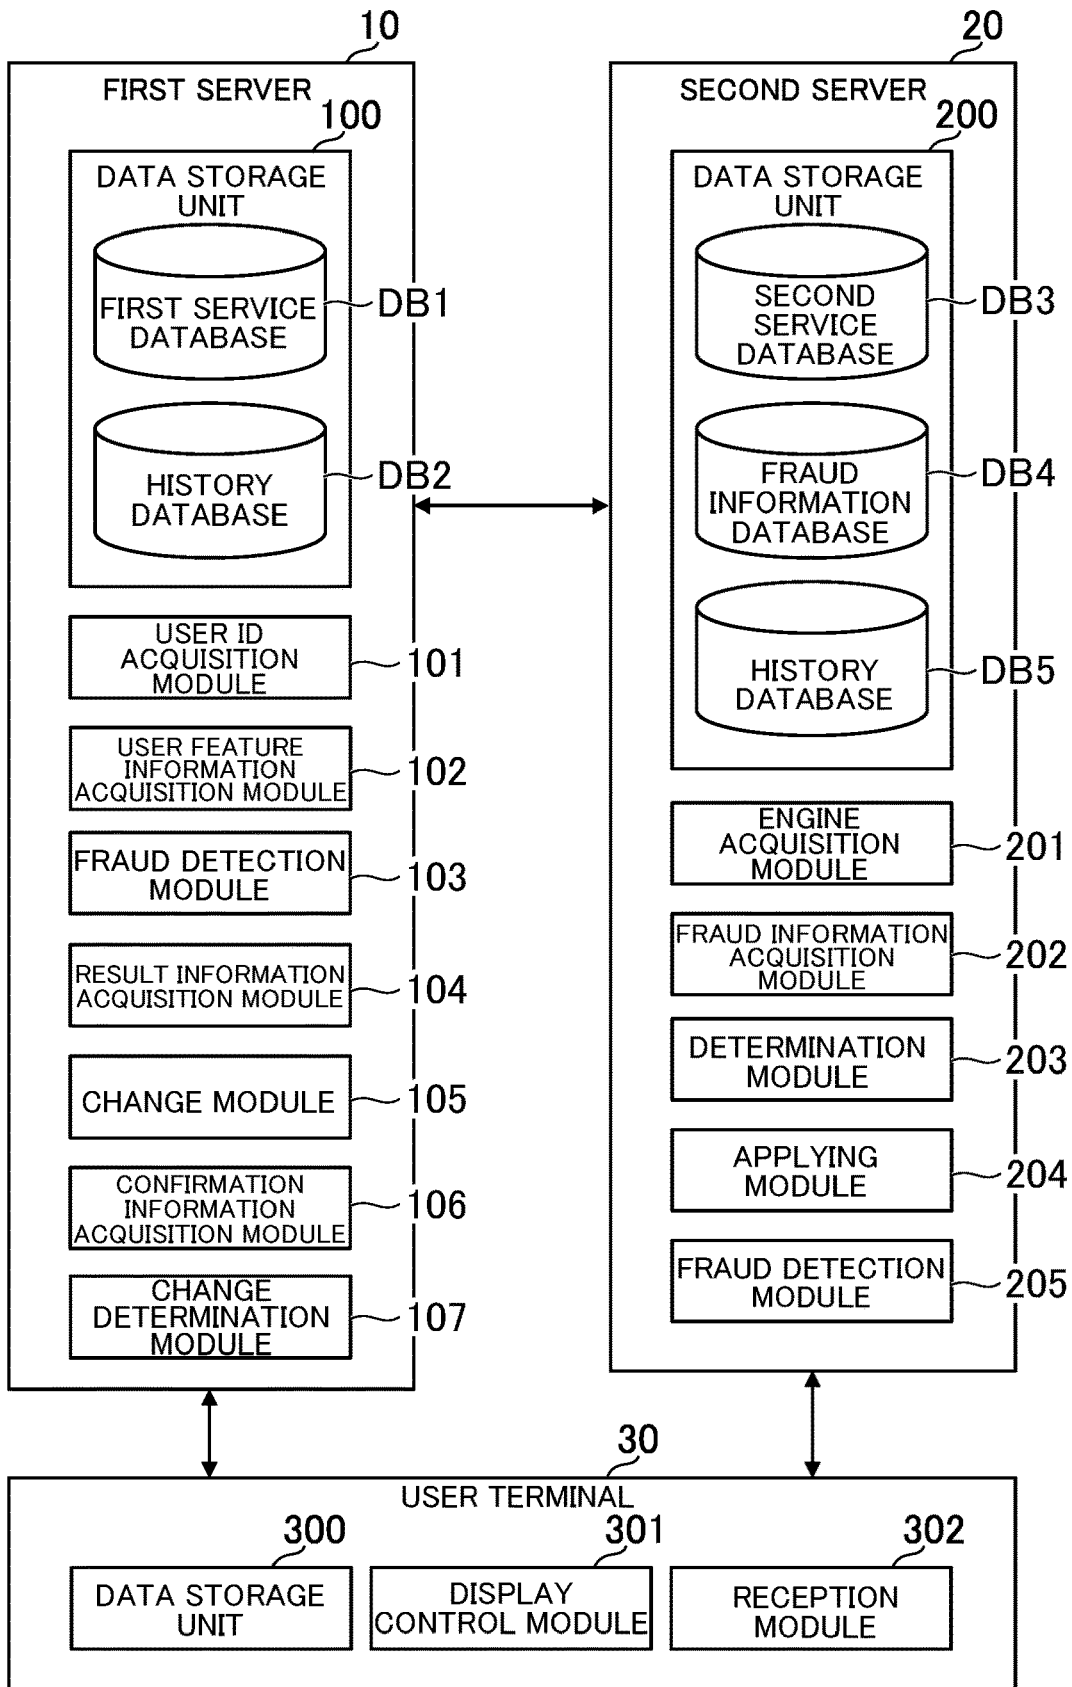 10
FIRST SERVER
100
DATA STORAGE
UNIT
FIRST SERVICE
DATABASE
DB1
HISTORY
DATABASE
DB2
USER ID
ACQUISITION
MODULE
101
USER FEATURE
INFORMATION
ACQUISITION MODULE
102
FRAUD DETECTION
MODULE
103
RESULT INFORMATION
ACQUISITION MODULE
104
CHANGE MODULE
105
CONFIRMATION
INFORMATION
ACQUISITION MODULE
106
CHANGE
DETERMINATION
MODULE
107
20
SECOND SERVER
200
DATA STORAGE
UNIT
SECOND
SERVICE
DATABASE
DB3
FRAUD
INFORMATION
DATABASE
DB4
HISTORY
DATABASE
DB5
ENGINE
ACQUISITION
MODULE
201
FRAUD INFORMATION
ACQUISITION
MODULE
202
DETERMINATION
MODULE
203
APPLYING
MODULE
204
FRAUD DETECTION
MODULE
205
30
USER TERMINAL
300
DATA STORAGE
UNIT
301
DISPLAY
CONTROL MODULE
302
RECEPTION
MODULE